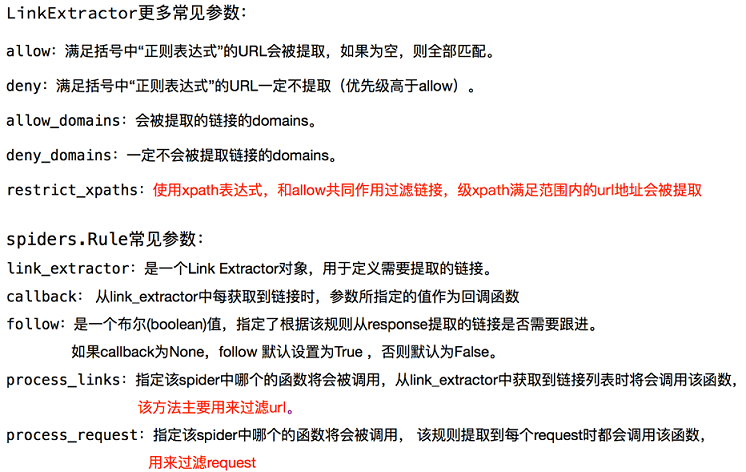 LinkExtractor更多常见参数：
allow：满足括号中“正则表达式”的URL会被提取，如果为空，则全部匹配。
deny：满足括号中“正则表达式”的URL一定不提取（优先级高于allow）。
allow_domains：会被提取的链接的domains。
deny_domains：一定不会被提取链接的domains。
restrict_xpaths：使用xpath表达式，和allow共同作用过滤链接，级xpath满足范围内的url地址会被提取
spiders.Rule常见参数：
link_extractor：是一个Link Extractor对象，用于定义需要提取的链接。
callback： 从link_extractor中每获取到链接时，参数所指定的值作为回调函数
follow：是一个布尔(boolean)值，指定了根据该规则从response提取的链接是否需要跟进。
如果callback为None，follow 默认设置为True ，否则默认为False。
process_links：指定该spider中哪个的函数将会被调用，从link_extractor中获取到链接列表时将会调用该函数，
该方法主要用来过滤url。
process_request：指定该spider中哪个的函数将会被调用， 该规则提取到每个request时都会调用该函数，
用来过滤request